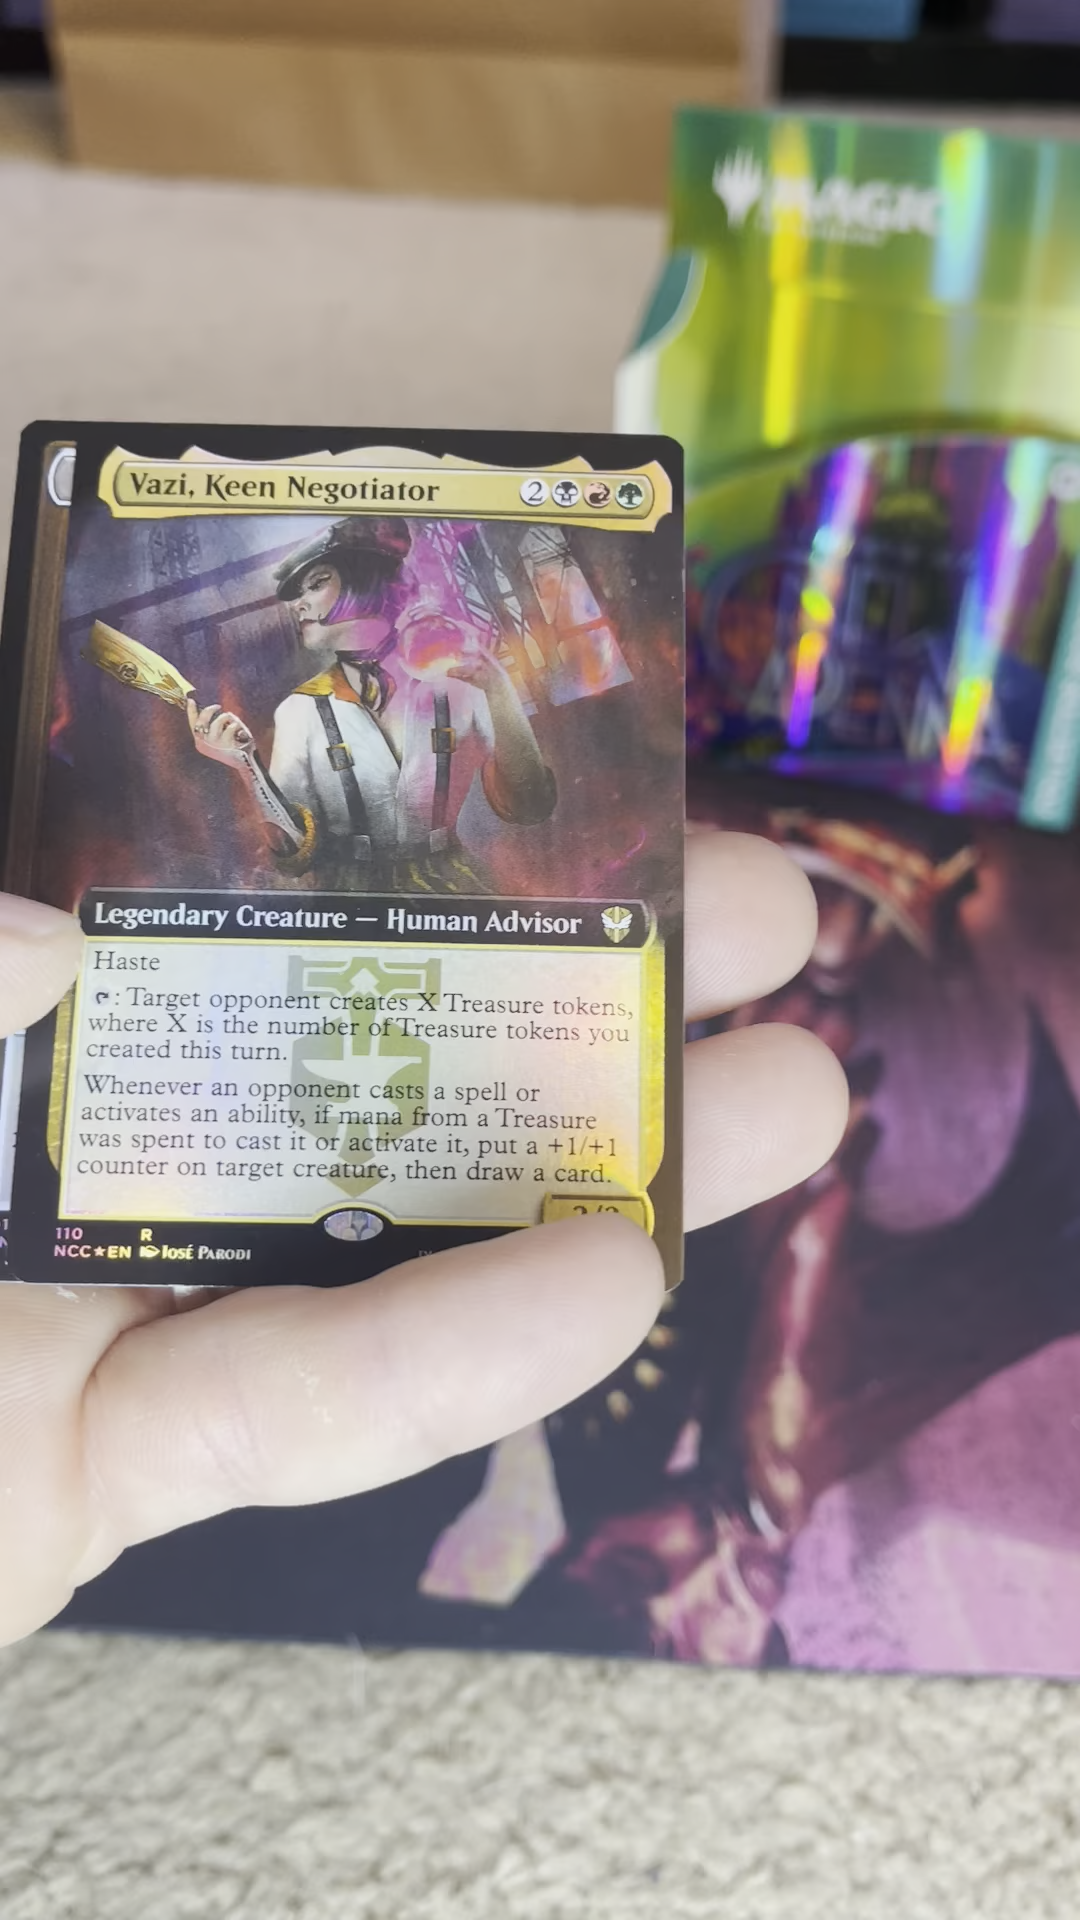 MAGIC
Vazi, Keen Negotiator
2
Legendary Creature — Human Advisor
Haste
: Target opponent creates X Treasure tokens,
where X is the number of Treasure tokens you
created this turn.
Whenever an opponent casts a spell or
activates an ability, if mana from a Treasure
was spent to cast it or activate it, put a +1/+1
counter on target creature, then draw a card.
110 R
NCC★EN José Parodi